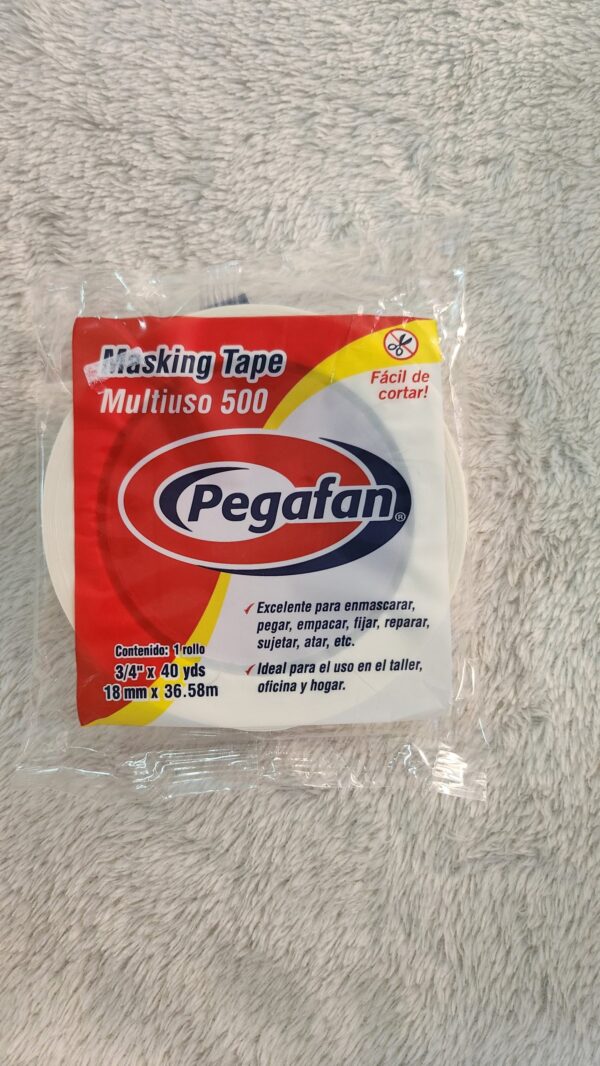 Masking Tape
Multiuso 500
Fácil de
cortar!
Pegafan®
✓ Excelente para enmascarar,
pegar, empacar, fijar, reparar,
sujetar, atar, etc.
✓ Ideal para el uso en el taller,
oficina y hogar.
Contenido: 1 rollo
3/4" x 40 yds
18 mm x 36.58m